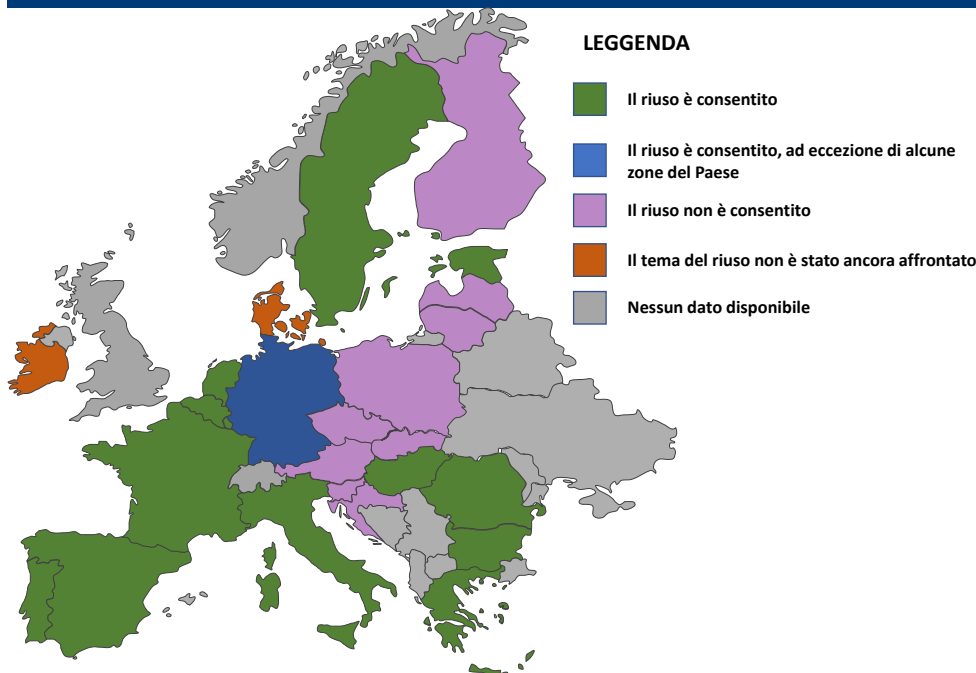 LEGGENDA
Il riuso è consentito
Il riuso è consentito, ad eccezione di alcune
zone del Paese
Il riuso non è consentito
Il tema del riuso non è stato ancora affrontato
Nessun dato disponibile